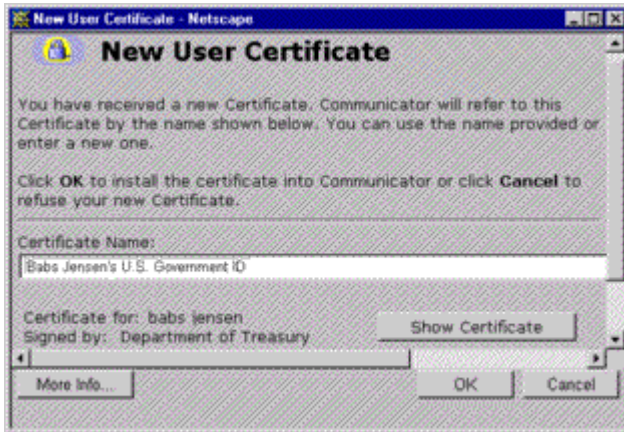 New User Certificate - Netscape
New User Certificate
You have received a new Certificate. Communicator will refer to this
Certificate by the name shown below. You can use the name provided or
enter a new one.
Click OK to install the certificate into Communicator or click Cancel to
refuse your new Certificate.
Certificate Name:
Babs Jensen's U.S. Government ID
Certificate for: babs jensen
Signed by: Department of Treasury
Show Certificate
More Info...
OK
Cancel